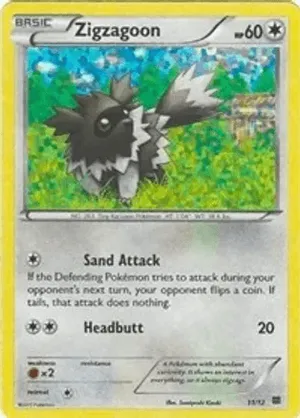 BASIC
Zigzagoon
HP60
NO. 263 Tiny Raccoon Pokémon HT: 1'04" WT: 38.6 lbs.
Sand Attack
If the Defending Pokémon tries to attack during your
opponent's next turn, your opponent flips a coin. If
tails, that attack does nothing.
Headbutt 20
weakness resistance
×2
A Pokémon with abundant
curiosity. It shows an interest in
everything, so it always zigzags.
Illus.
11/12